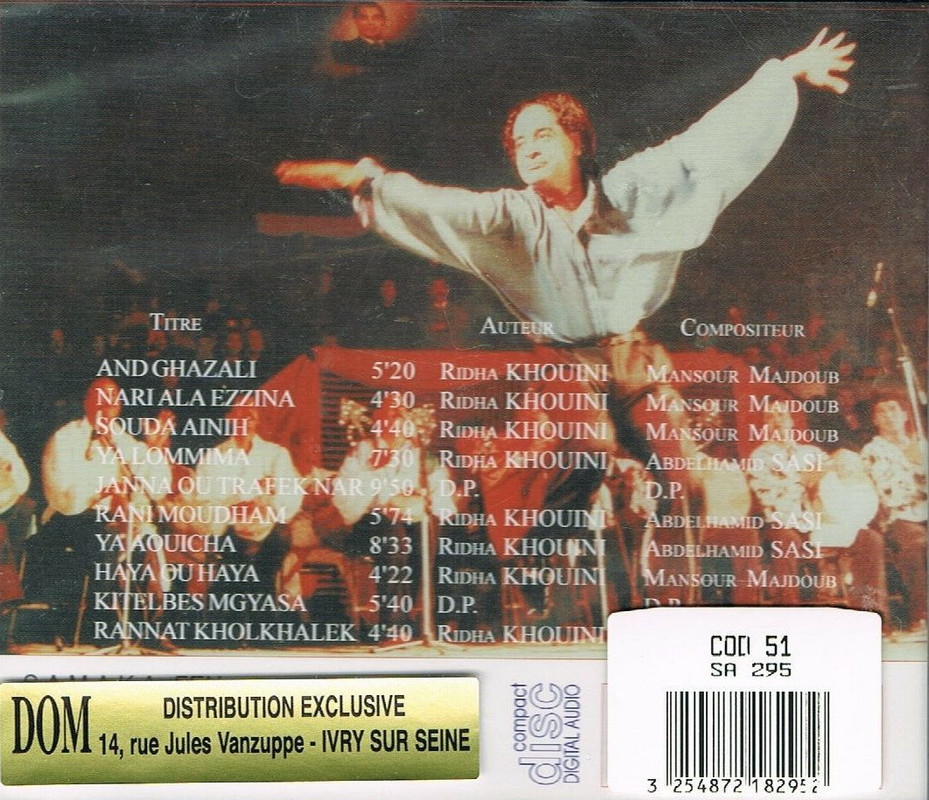 TITRE AUTEUR COMPOSITEUR
AND GHAZALI 5'20 RIDHA KHOUINI MANSOUR MAJDOUB
NARI ALA EZZINA 4'30 RIDHA KHOUINI MANSOUR MAJDOUB
SOUDA AINIH 4'40 RIDHA KHOUINI MANSOUR MAJDOUB
YA LOMMIMA 7'30 RIDHA KHOUINI ABDELHAMID SASI
JANNA OU TRAFEK NAR 9'50 D.P. D.P.
RANI MOUDHAM 5'74 RIDHA KHOUINI ABDELHAMID SASI
YA AOUICHA 8'33 RIDHA KHOUINI ABDELHAMID SASI
HAYA OU HAYA 4'22 RIDHA KHOUINI MANSOUR MAJDOUB
KITELBES MGYASA 5'40 D.P. D.P.
RANNAT KHOLKHALEK 4'40 RIDHA KHOUINI
COD 51
SA 295
DOM
DISTRIBUTION EXCLUSIVE
14, rue Jules Vanzuppe - IVRY SUR SEINE
compact
disc
DIGITAL AUDIO
3 254872 182952